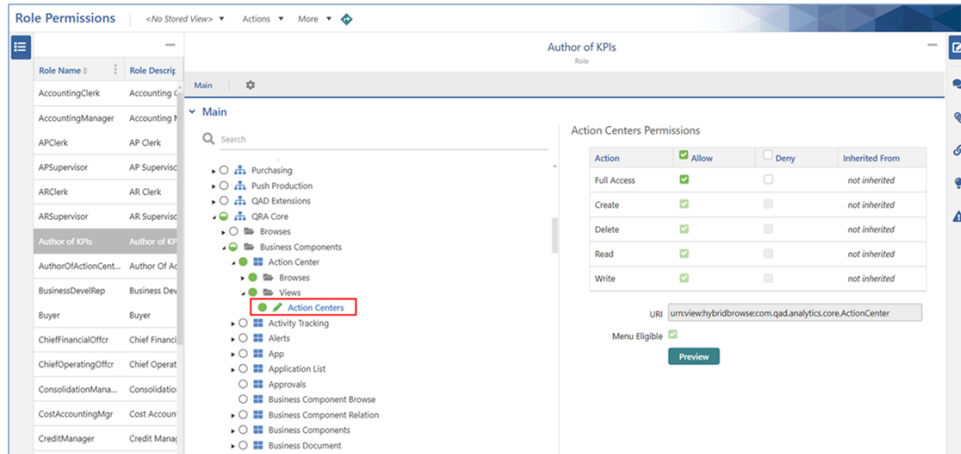 Role Permissions <No Stored View> ▼ Actions ▼ More ▼
Role Name Role Descrip
AccountingClerk Accounting C
AccountingManager Accounting M
APClerk AP Clerk
APSupervisor AP Supervisc
ARClerk AR Clerk
ARSupervisor AR Supervisc
Author of KPIs Author of KP
AuthorOfActionCent... Author Of Ac
BusinessDevelRep Business Dev
Buyer Buyer
ChiefFinancialOffcr Chief Financi
ChiefOperatingOffcr Chief Operat
ConsolidationMana... Consolidatio
CostAccountingMgr Cost Accoun
CreditManager Credit Manag
Author of KPIs
Role
Main
Main
Search
Purchasing
Push Production
QAD Extensions
QRA Core
Browses
Business Components
Action Center
Browses
Views
Action Centers
Activity Tracking
Alerts
App
Application List
Approvals
Business Component Browse
Business Component Relation
Business Components
Business Document
Action Centers Permissions
Action Allow Deny Inherited From
Full Access not inherited
Create not inherited
Delete not inherited
Read not inherited
Write not inherited
URI urn:view:hybridbrowse:com.qad.analytics.core.ActionCenter
Menu Eligible
Preview